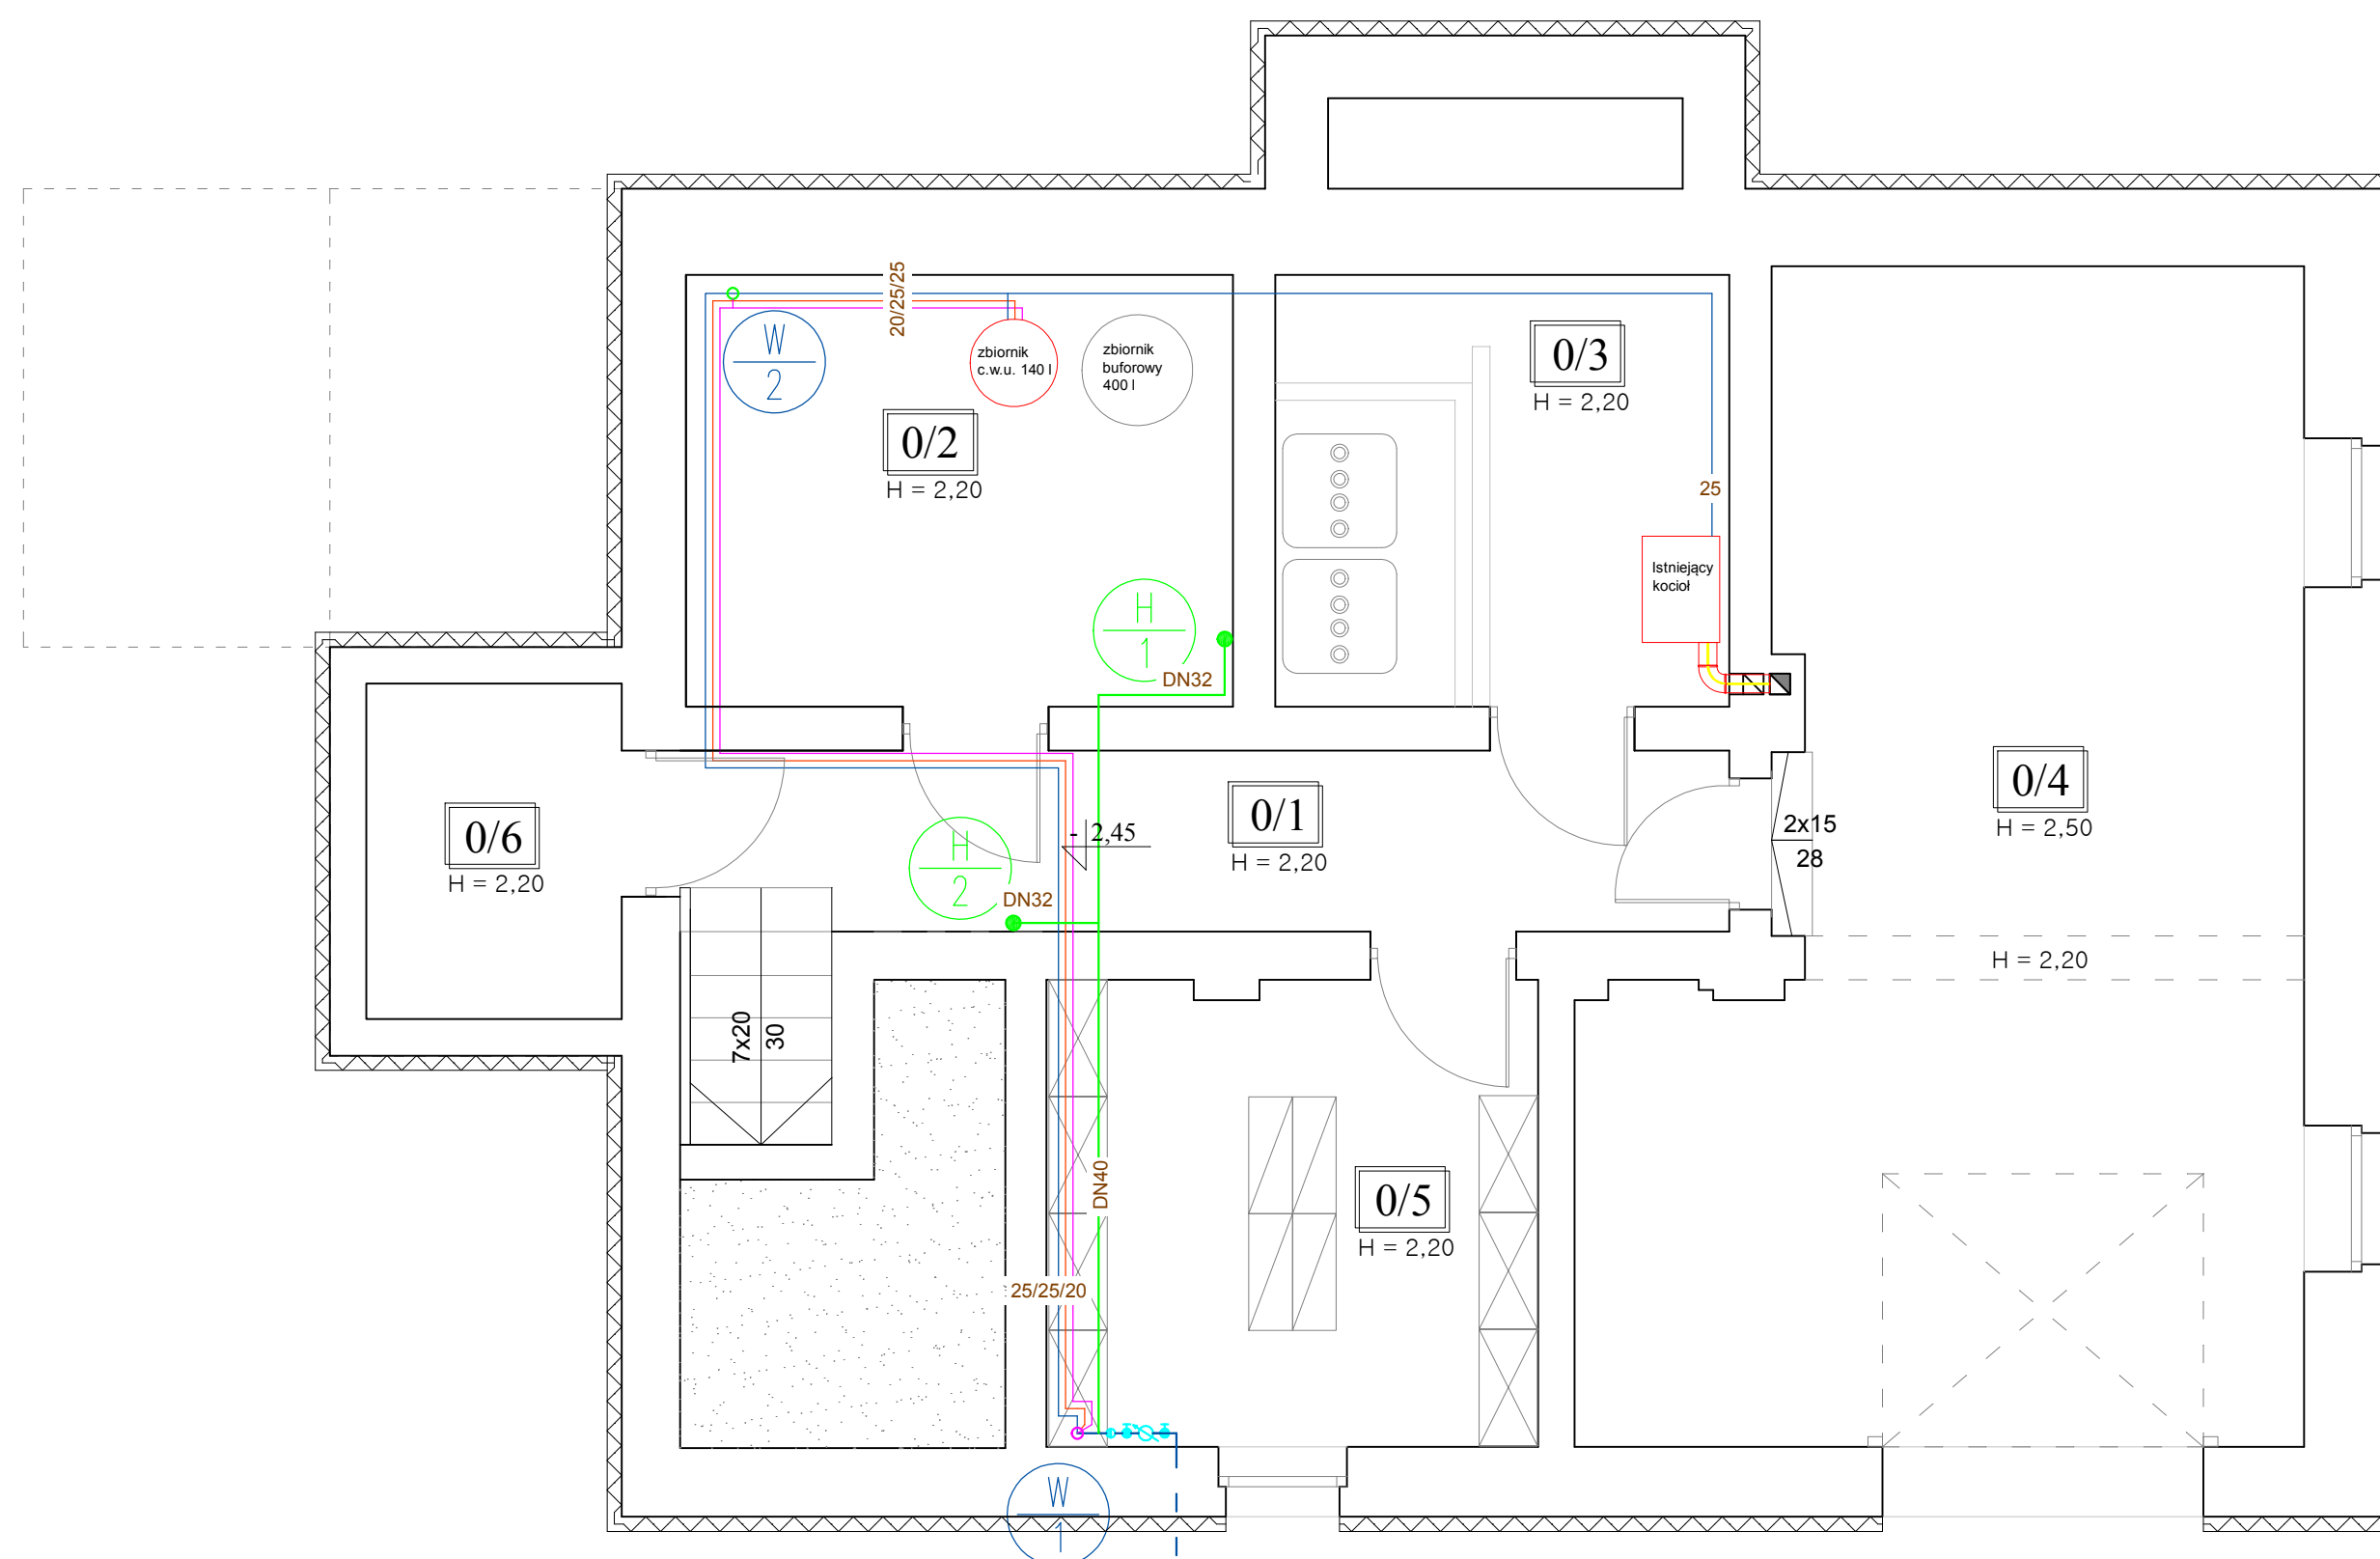 20/25/25
W
2
zbiornik
c.w.u. 140 l
zbiornik
buforowy
400 l
0/2
H = 2,20
0/3
H = 2,20
25
Istniejący
kocioł
H
1
DN32
0/6
H = 2,20
H
2
DN32
- 2,45
0/1
H = 2,20
2x15
28
0/4
H = 2,50
H = 2,20
7x20
30
DN40
0/5
H = 2,20
25/25/20
W
1